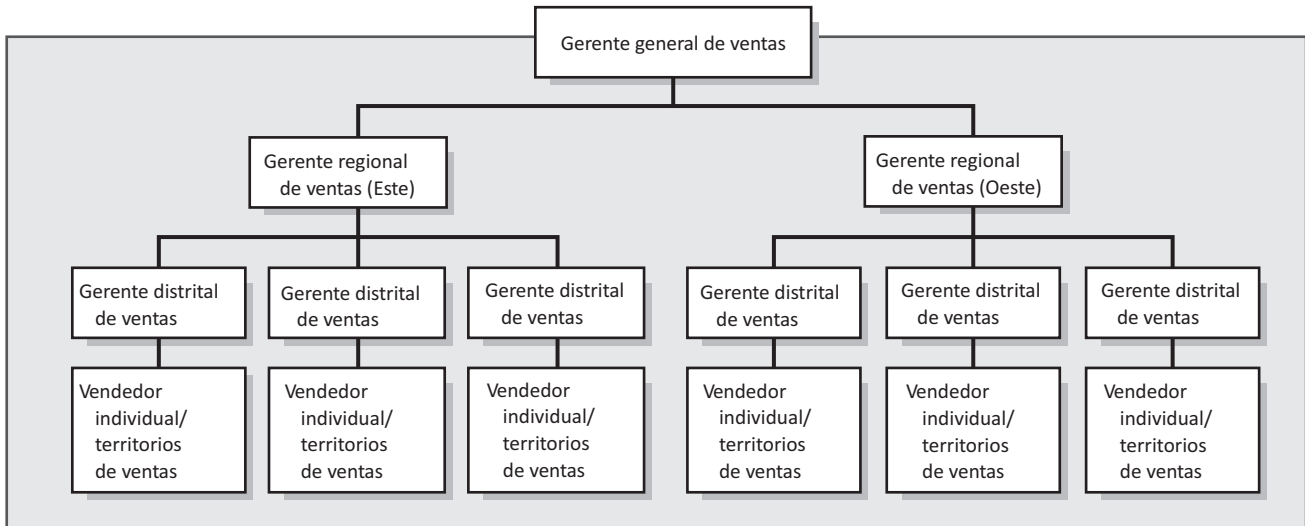 Gerente general de ventas
Gerente regional
de ventas (Este)
Gerente regional
de ventas (Oeste)
Gerente distrital
de ventas
Gerente distrital
de ventas
Gerente distrital
de ventas
Gerente distrital
de ventas
Gerente distrital
de ventas
Gerente distrital
de ventas
Vendedor
individual/
territorios
de ventas
Vendedor
individual/
territorios
de ventas
Vendedor
individual/
territorios
de ventas
Vendedor
individual/
territorios
de ventas
Vendedor
individual/
territorios
de ventas
Vendedor
individual/
territorios
de ventas